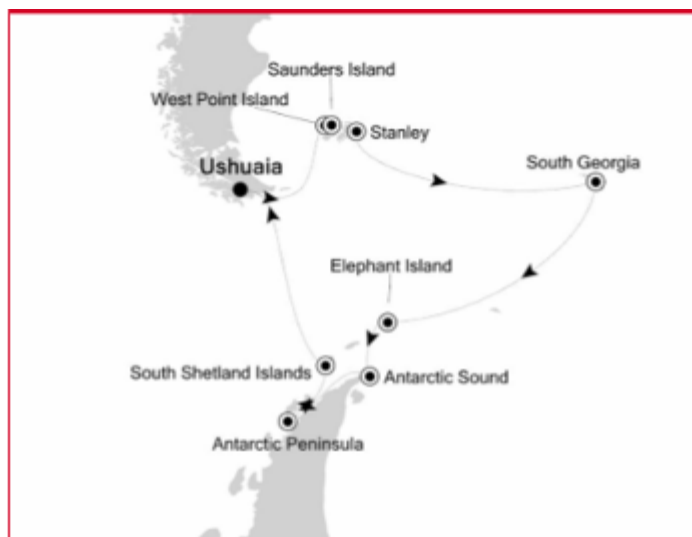 Saunders Island
West Point Island
Stanley
Ushuaia
South Georgia
Elephant Island
South Shetland Islands
Antarctic Sound
Antarctic Peninsula